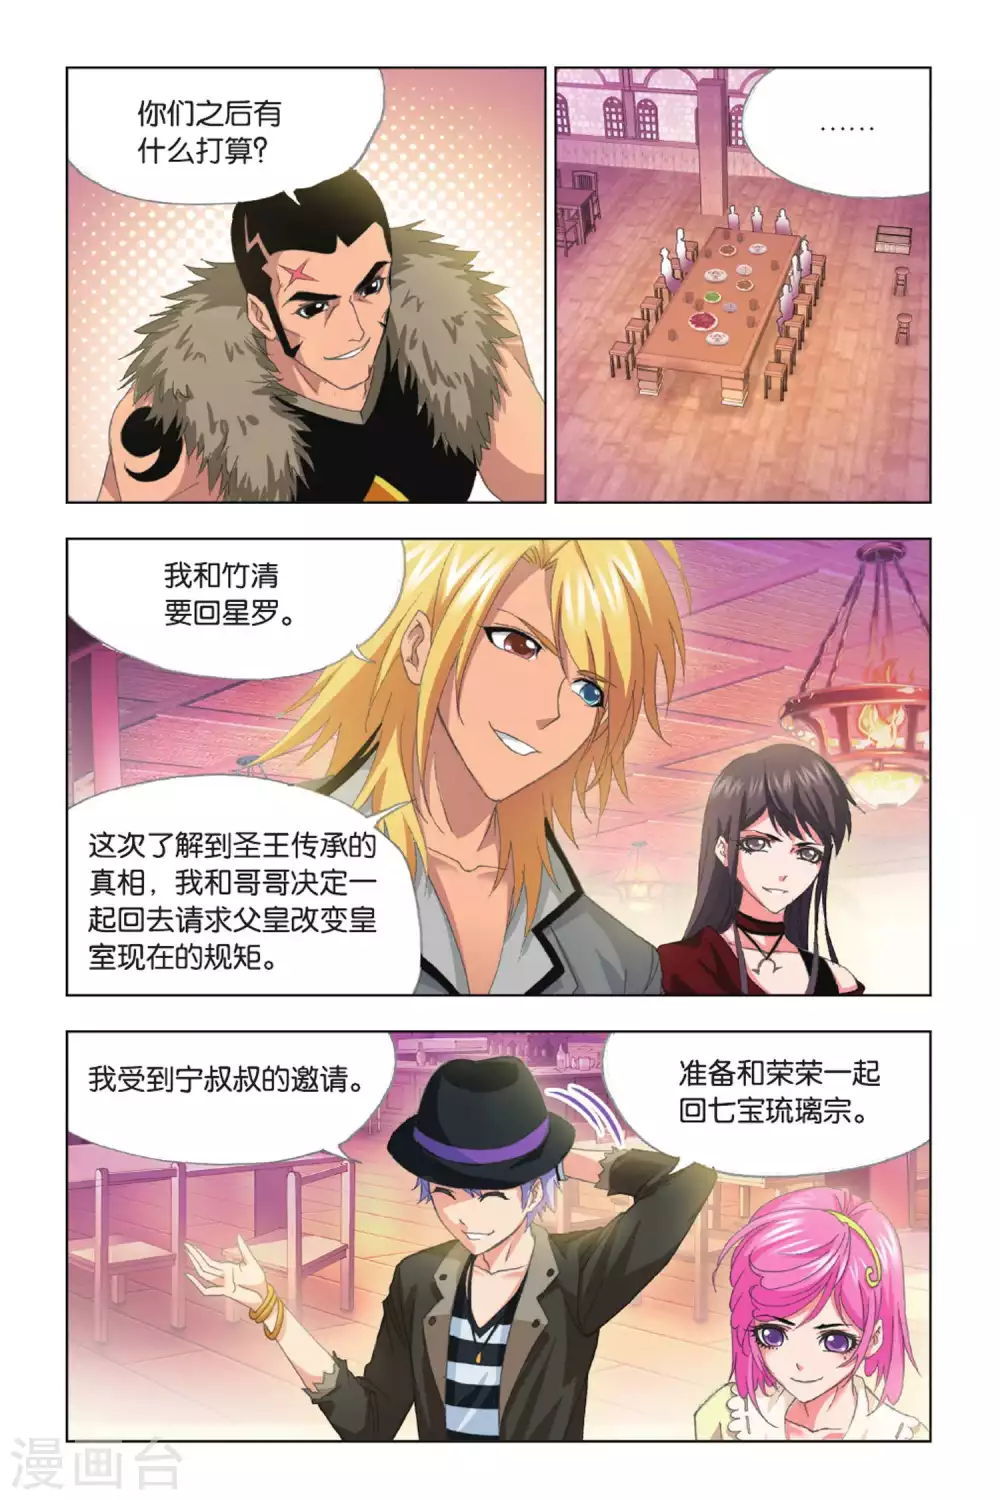 你们之后有
什么打算？
……
我和竹清
要回星罗。
这次了解到圣王传承的
真相，我和哥哥决定一
起回去请求父皇改变皇
室现在的规矩。
我受到宁叔叔的邀请。
准备和荣荣一起
回七宝琉璃宗。
漫画台